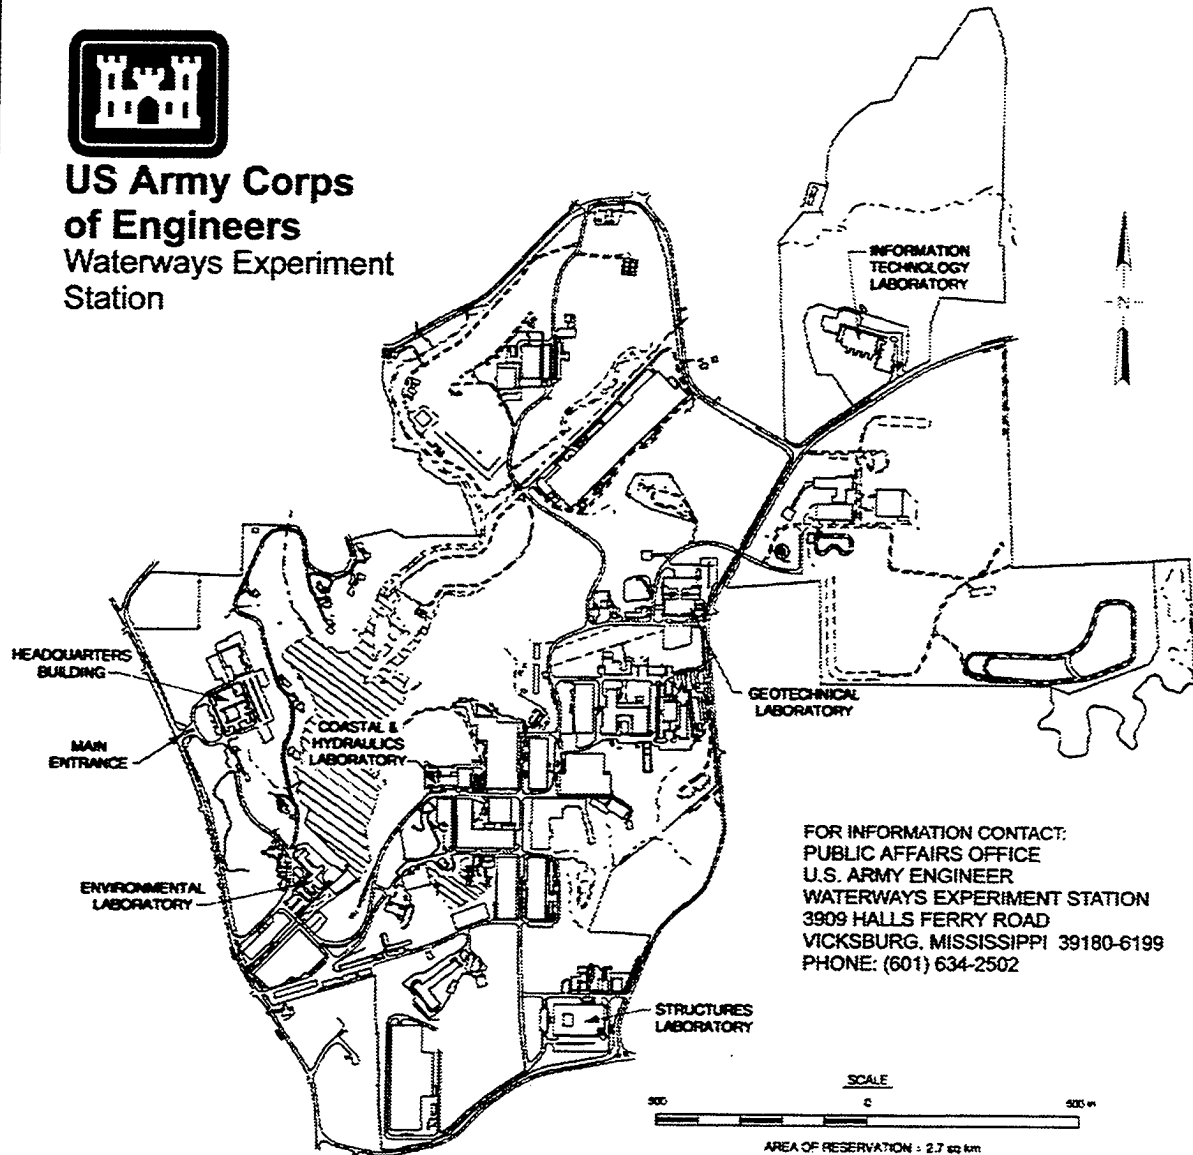 US Army Corps
of Engineers
Waterways Experiment
Station
INFORMATION
TECHNOLOGY
LABORATORY
N
HEADQUARTERS
BUILDING
MAIN
ENTRANCE
COASTAL &
HYDRAULICS
LABORATORY
GEOTECHNICAL
LABORATORY
ENVIRONMENTAL
LABORATORY
STRUCTURES
LABORATORY
FOR INFORMATION CONTACT:
PUBLIC AFFAIRS OFFICE
U.S. ARMY ENGINEER
WATERWAYS EXPERIMENT STATION
3909 HALLS FERRY ROAD
VICKSBURG, MISSISSIPPI 39180-6199
PHONE: (601) 634-2502
SCALE
500 0 500 m
AREA OF RESERVATION : 2.7 sq km